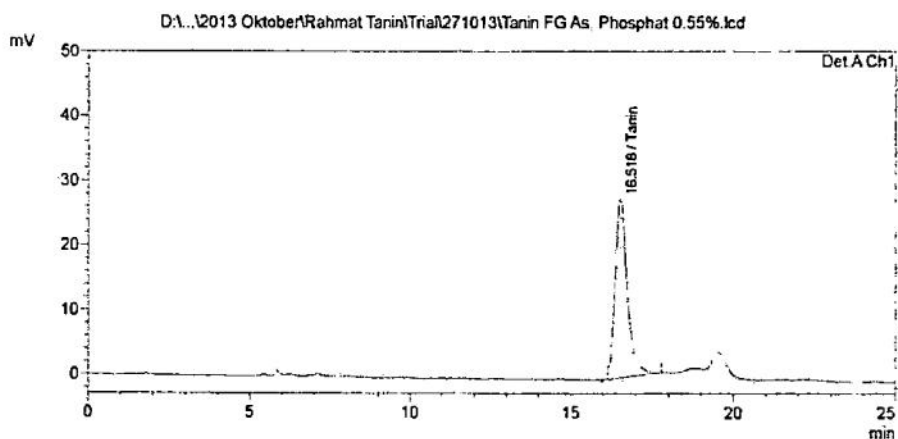 D:\...\2013 Oktober\Rahmat Tanin\Trial\271013\Tanin FG As, Phosphat 0.55%.lcd
mV
50
Det.A Ch1
40
30
20
10
0
16.518 / Tanin
0
5
10
15
20
25
min